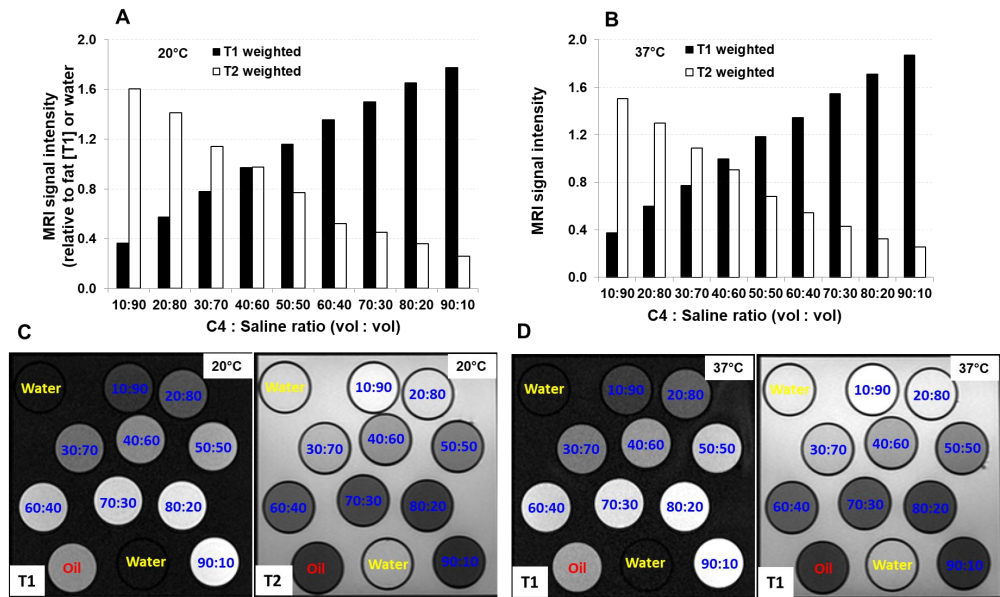 A
20°C
T1 weighted
T2 weighted
MRI signal intensity
(relative to fat [T1] or water
2.0
1.6
1.2
0.8
0.4
0.0
10:90 20:80 30:70 40:60 50:50 60:40 70:30 80:20 90:10
C4 : Saline ratio (vol : vol)
B
37°C
T1 weighted
T2 weighted
MRI signal intensity
2.0
1.6
1.2
0.8
0.4
0.0
10:90 20:80 30:70 40:60 50:50 60:40 70:30 80:20 90:10
C4 : Saline ratio (vol : vol)
C
20°C
Water
10:90
20:80
30:70
40:60
50:50
60:40
70:30
80:20
Oil
Water
90:10
T1
20°C
Water
10:90
20:80
30:70
40:60
50:50
60:40
70:30
80:20
Oil
Water
90:10
T2
D
37°C
Water
10:90
20:80
30:70
40:60
50:50
60:40
70:30
80:20
Oil
Water
90:10
T1
37°C
Water
10:90
20:80
30:70
40:60
50:50
60:40
70:30
80:20
Oil
Water
90:10
T1